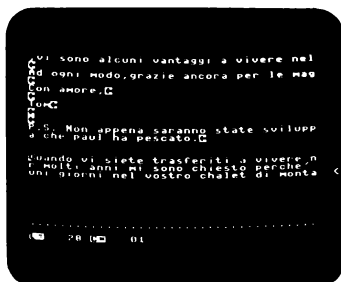 Vi sono alcuni vantaggi a vivere nel
Ad ogni modo,grazie ancora per le mag
Con amore,
Tom
P.S. Non appena saranno state svilupp
a che Paul ha pescato.
Quando vi siete trasferiti a vivere n
r molti anni mi sono chiesto perche'
uni giorni nel vostro chalet di monta
28 01